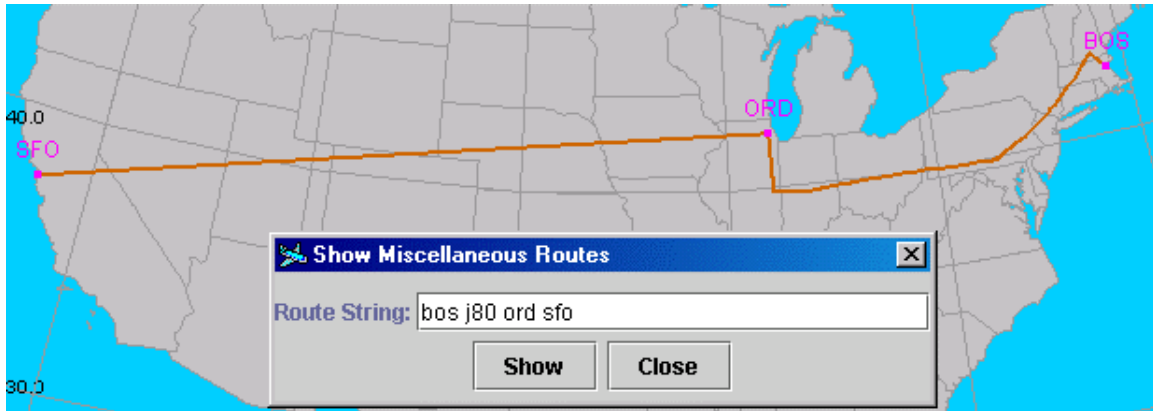 BOS
ORD
40.0
SFO
Show Miscellaneous Routes
Route String: bos j80 ord sfo
Show Close
30.0